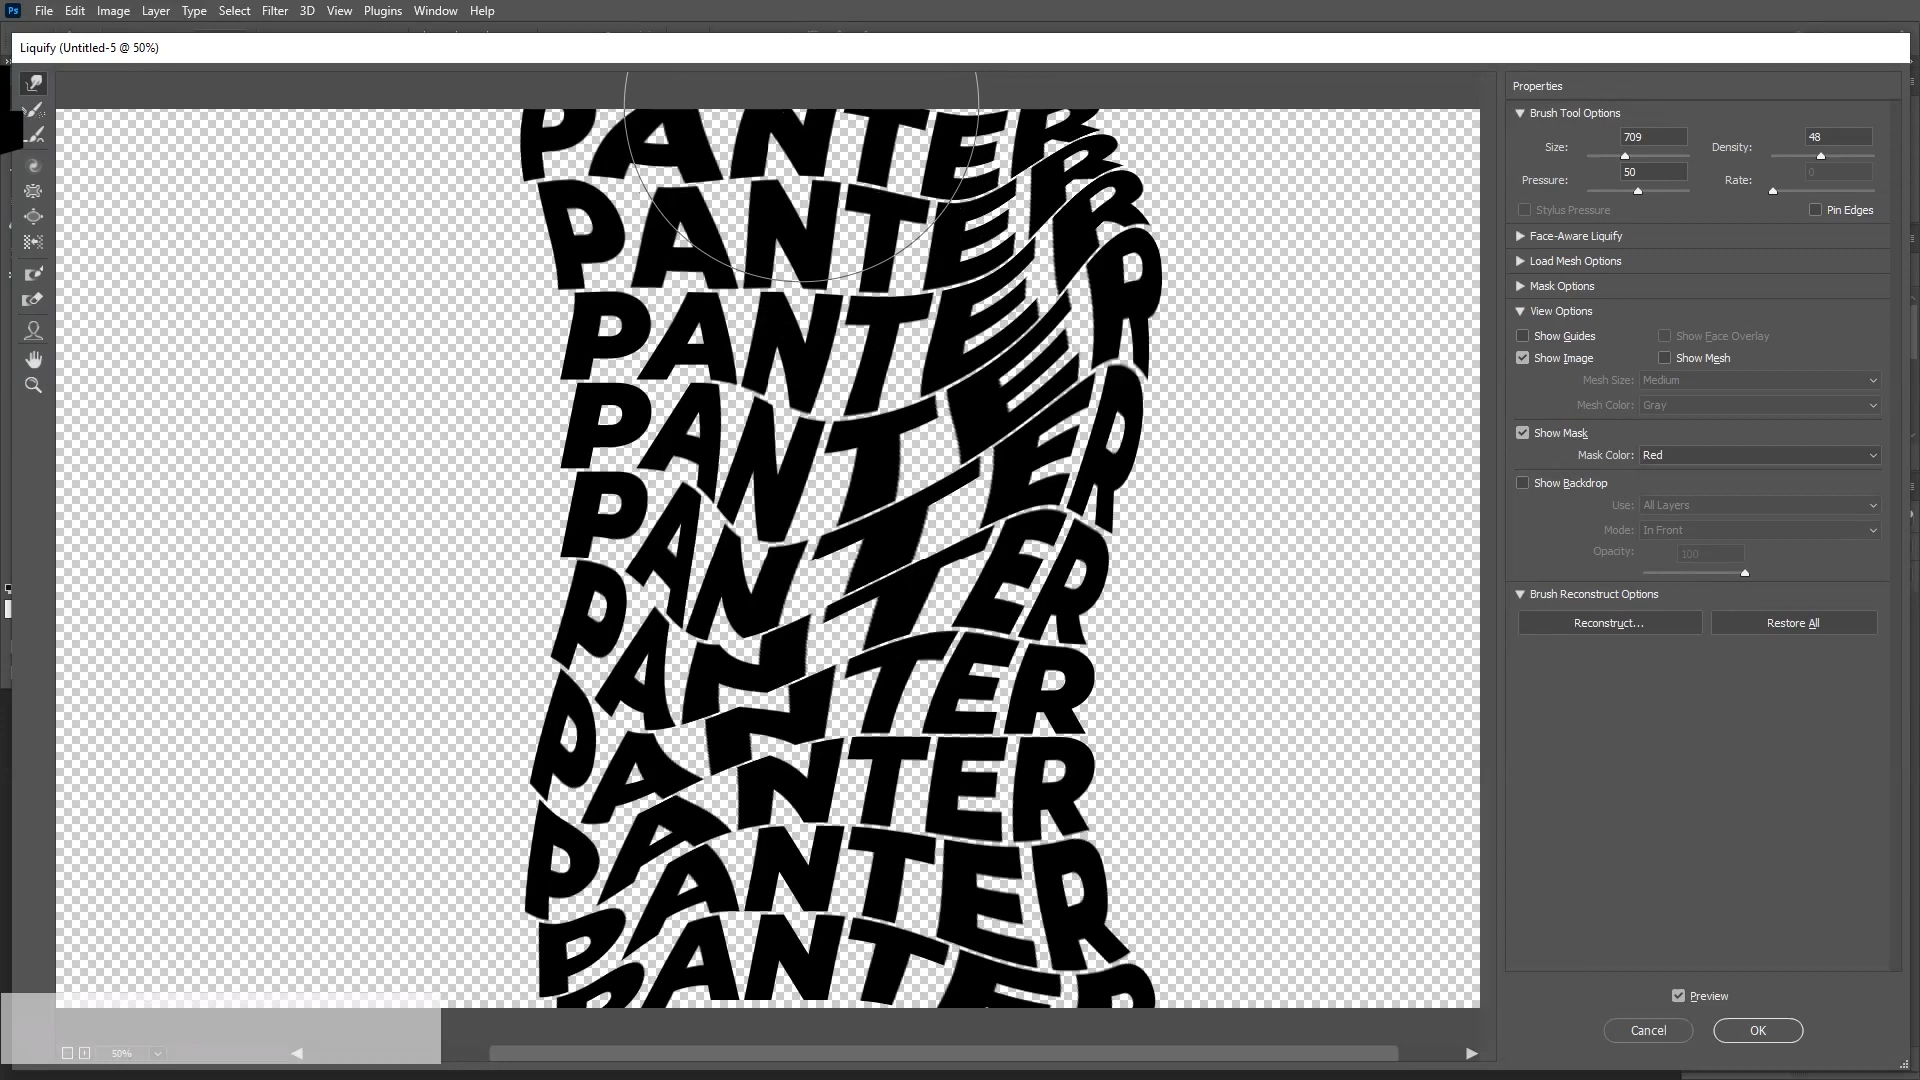 Ps File Edit Image Layer Type Select Filter 3D View Plugins Window Help
Liquify (Untitled-5 @ 50%)
PANTER
PANTER
PANTER
PANTER
PANTER
PANTER
PANTER
PANTER
PANTER
PANTER
50%
Properties
Brush Tool Options
Size: 709 Density: 48
Pressure: 50 Rate: 0
Stylus Pressure Pin Edges
Face-Aware Liquify
Load Mesh Options
Mask Options
View Options
Show Guides Show Face Overlay
Show Image Show Mesh
Mesh Size: Medium
Mesh Color: Gray
Show Mask
Mask Color: Red
Show Backdrop
Use: All Layers
Mode: In Front
Opacity: 100
Brush Reconstruct Options
Reconstruct... Restore All
Preview
Cancel OK